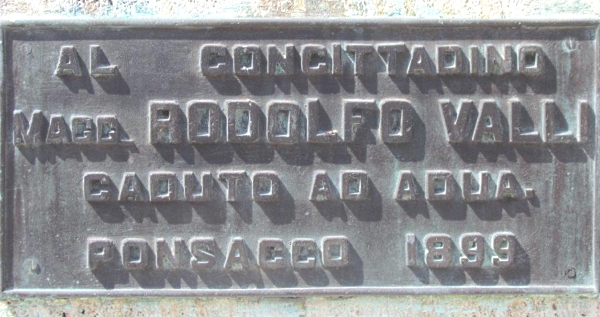 AL CONCITTADINO
MAGG. RODOLFO VALLI
CADUTO AD ADUA.
PONSACCO 1899